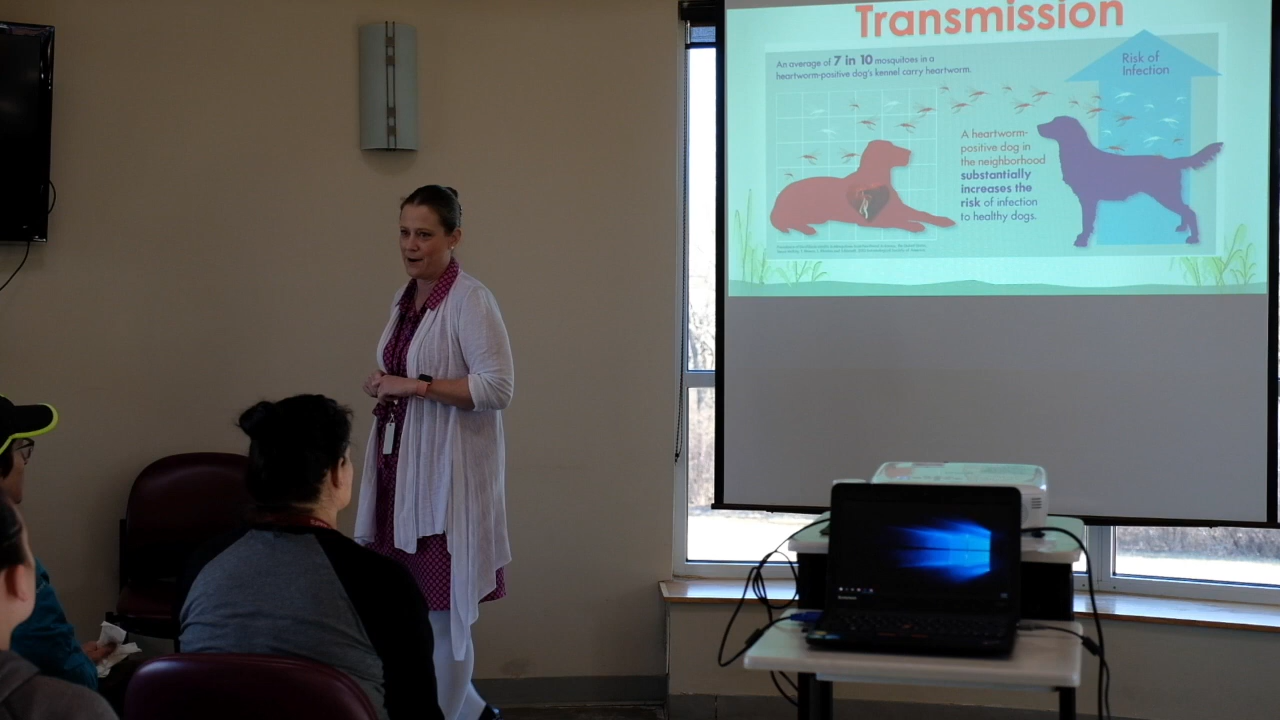 Transmission
An average of 7 in 10 mosquitoes in a
heartworm-positive dog's kennel carry heartworm.
Risk of
Infection
A heartworm-
positive dog in
the neighborhood
substantially
increases the
risk of infection
to healthy dogs.